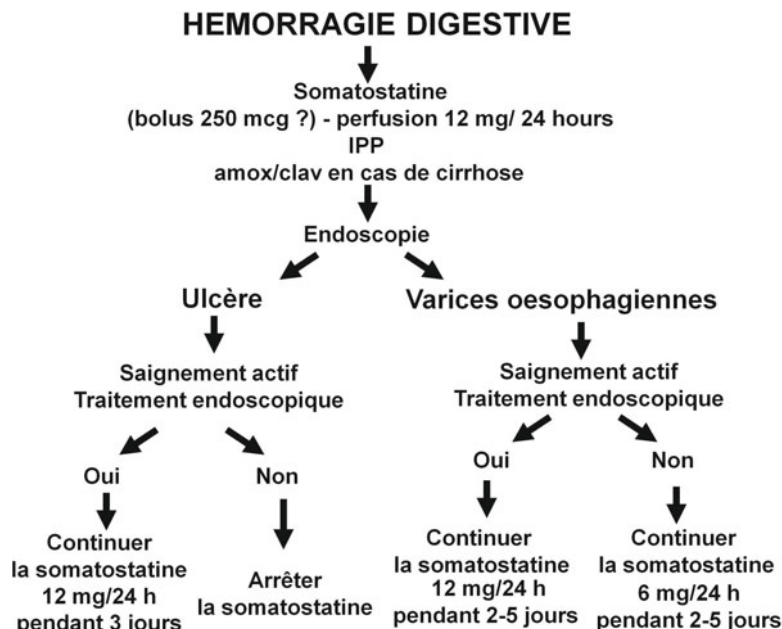 HEMORRAGIE DIGESTIVE
Somatostatine
(bolus 250 mcg ?) - perfusion 12 mg/ 24 hours
IPP
amox/clav en cas de cirrhose
Endoscopie
Ulcère
Varices oesophagiennes
Saignement actif
Traitement endoscopique
Saignement actif
Traitement endoscopique
Oui
Non
Oui
Non
Continuer
la somatostatine
12 mg/24 h
pendant 3 jours
Arrêter
la somatostatine
Continuer
la somatostatine
12 mg/24 h
pendant 2-5 jours
Continuer
la somatostatine
6 mg/24 h
pendant 2-5 jours